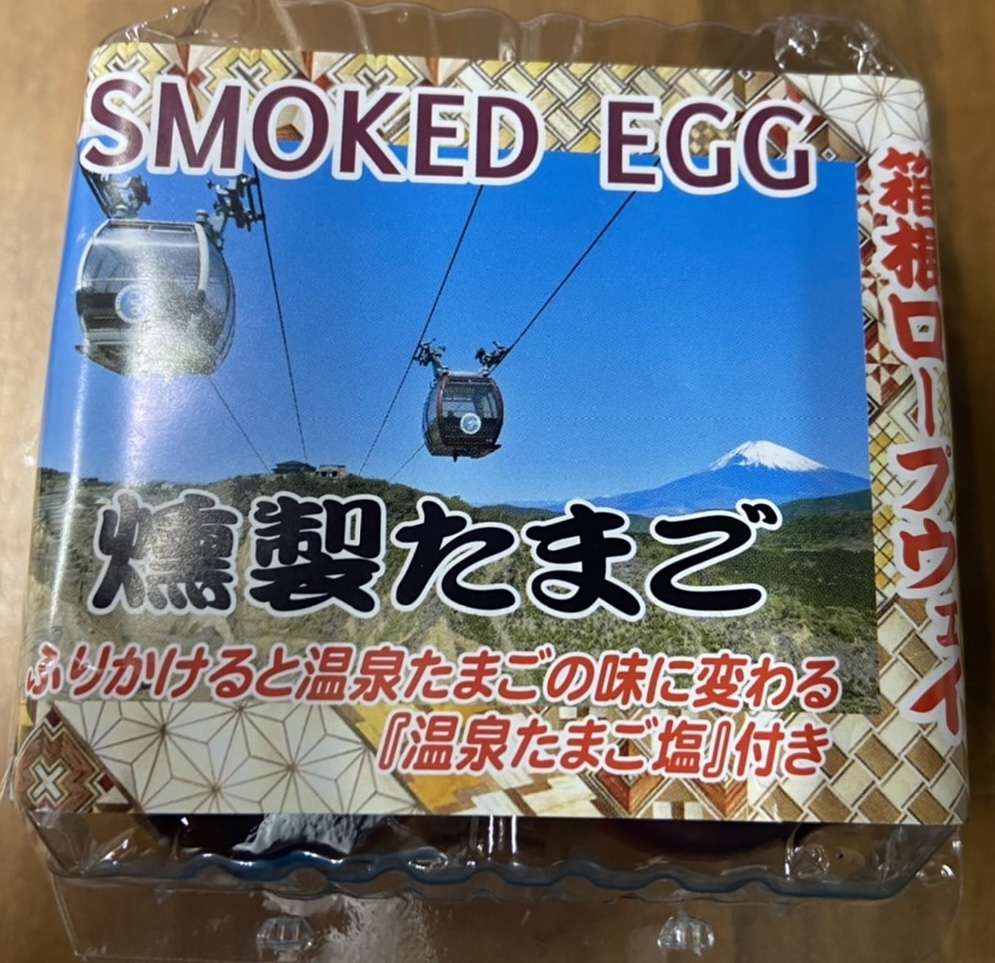 SMOKED EGG
箱根ロープウェイ
燻製たまご
ふりかけると温泉たまごの味に変わる
『温泉たまご塩』付き